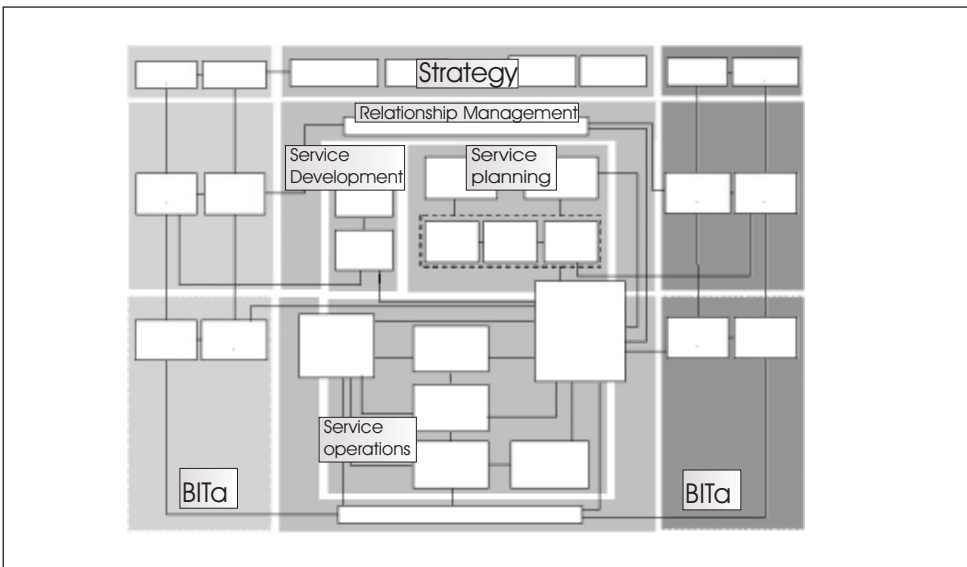 Strategy
Relationship Management
Service
Development
Service
planning
Service
operations
BITa
BITa